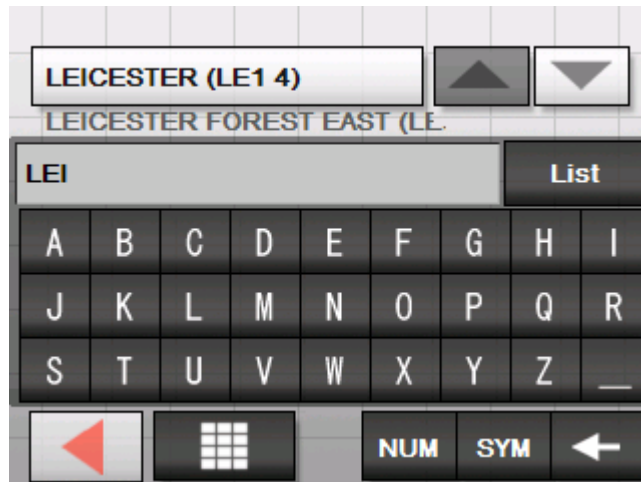 LEICESTER (LE1 4)
LEICESTER FOREST EAST (LE
LEI List
A B C D E F G H I
J K L M N O P Q R
S T U V W X Y Z _
NUM SYM